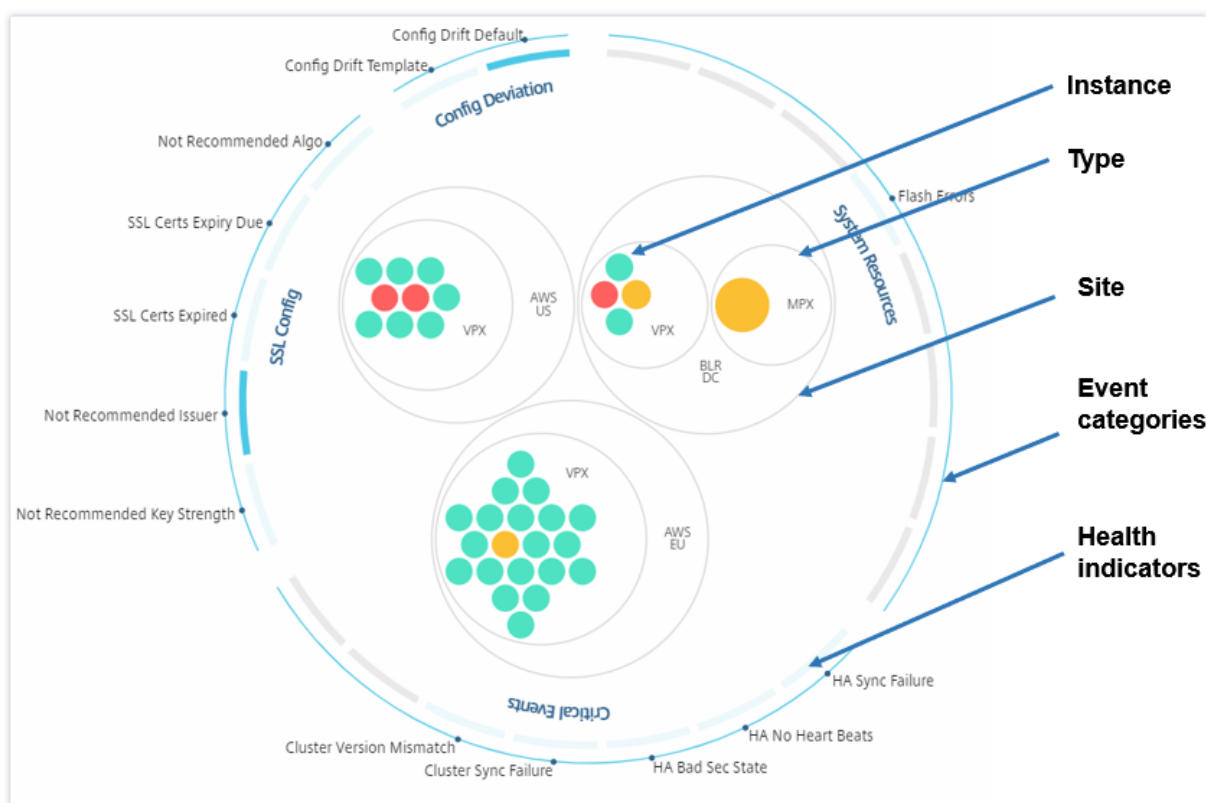 Config Drift Default
Config Drift Template
Config Deviation
Instance
Type
Not Recommended Algo
Flash Errors
SSL Certs Expiry Due
System Resources
AWS
US
VPX
MPX
VPX
BLR
DC
Site
SSL Certs Expired
SSL Config
Not Recommended Issuer
Event
categories
VPX
AWS
EU
Not Recommended Key Strength
Health
indicators
HA Sync Failure
Critical Events
HA No Heart Beats
Cluster Version Mismatch
Cluster Sync Failure
HA Bad Sec State